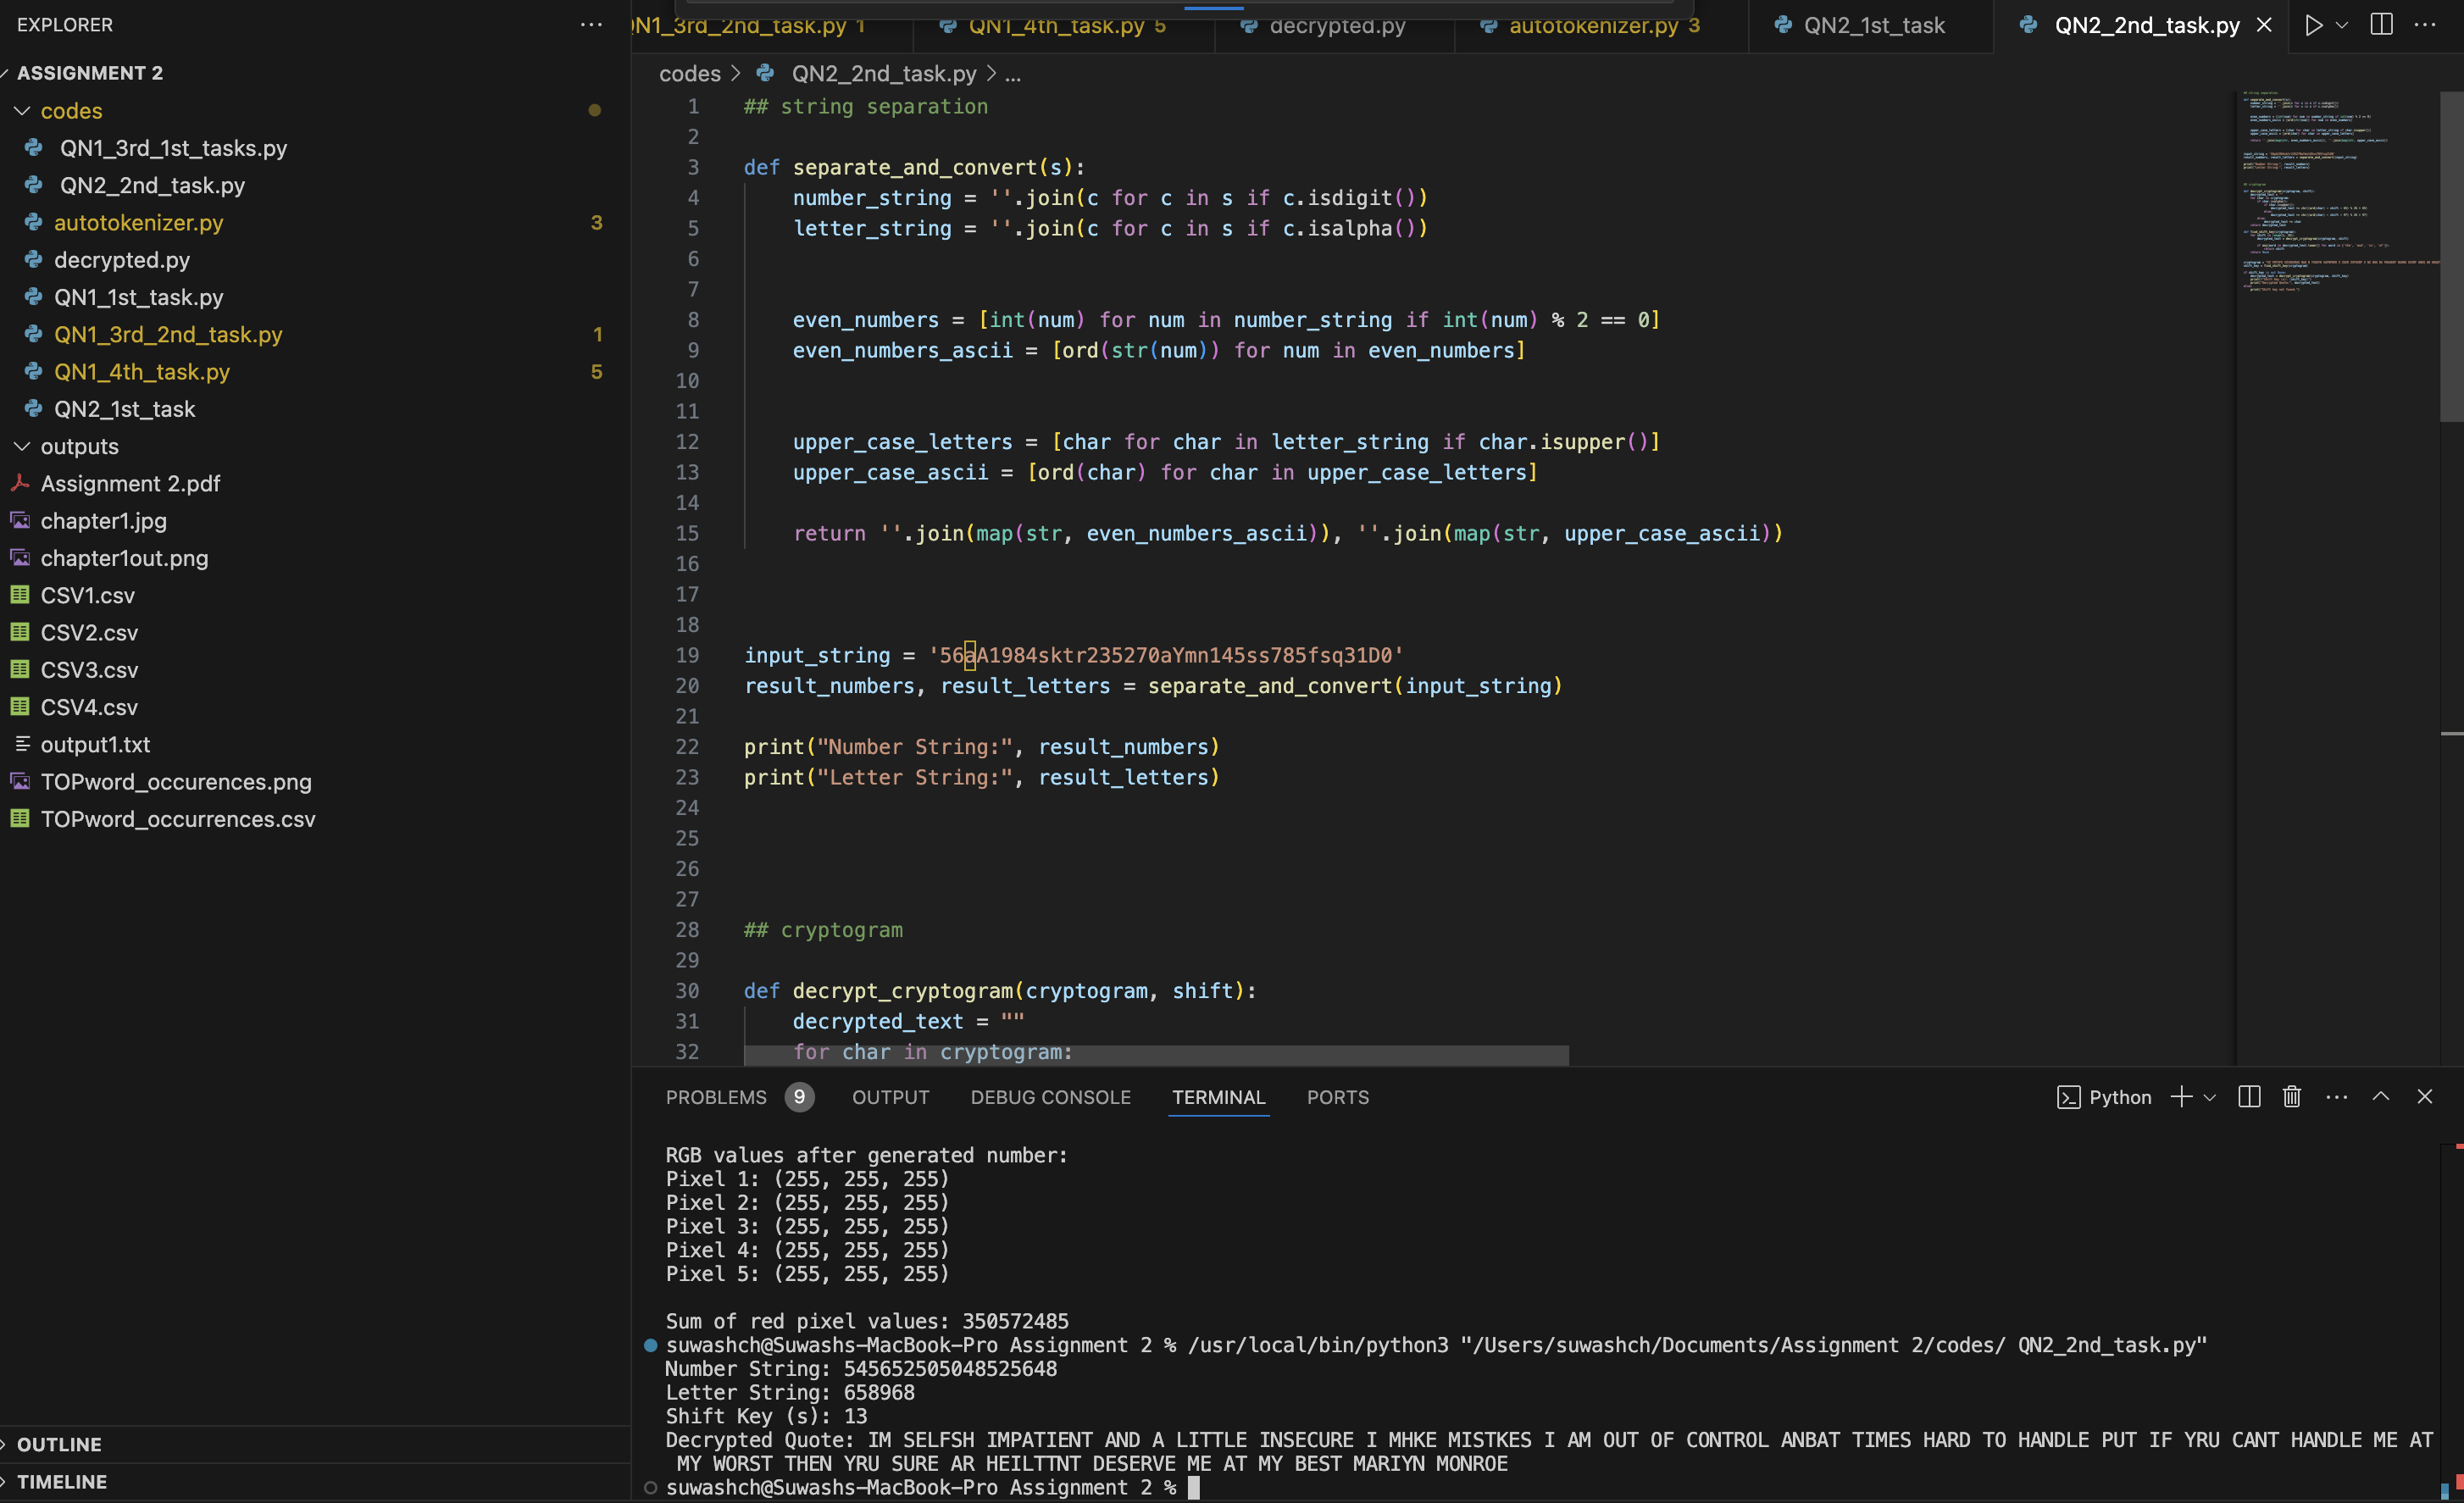 EXPLORER
ASSIGNMENT 2
codes
QN1_3rd_1st_tasks.py
QN2_2nd_task.py
autotokenizer.py 3
decrypted.py
QN1_1st_task.py
QN1_3rd_2nd_task.py 1
QN1_4th_task.py 5
QN2_1st_task
outputs
Assignment 2.pdf
chapter1.jpg
chapter1out.png
CSV1.csv
CSV2.csv
CSV3.csv
CSV4.csv
output1.txt
TOPword_occurences.png
TOPword_occurrences.csv
OUTLINE
TIMELINE
N1_3rd_2nd_task.py 1 QN1_4th_task.py 5 decrypted.py autotokenizer.py 3 QN2_1st_task QN2_2nd_task.py
codes > QN2_2nd_task.py > ...
1 ## string separation
2
3 def separate_and_convert(s):
4 number_string = ''.join(c for c in s if c.isdigit())
5 letter_string = ''.join(c for c in s if c.isalpha())
6
7
8 even_numbers = [int(num) for num in number_string if int(num) % 2 == 0]
9 even_numbers_ascii = [ord(str(num)) for num in even_numbers]
10
11
12 upper_case_letters = [char for char in letter_string if char.isupper()]
13 upper_case_ascii = [ord(char) for char in upper_case_letters]
14
15 return ''.join(map(str, even_numbers_ascii)), ''.join(map(str, upper_case_ascii))
16
17
18
19 input_string = '56aA1984sktr235270aYmn145ss785fsq31D0'
20 result_numbers, result_letters = separate_and_convert(input_string)
21
22 print("Number String:", result_numbers)
23 print("Letter String:", result_letters)
24
25
26
27
28 ## cryptogram
29
30 def decrypt_cryptogram(cryptogram, shift):
31 decrypted_text = ""
32 for char in cryptogram:
PROBLEMS 9 OUTPUT DEBUG CONSOLE TERMINAL PORTS Python
RGB values after generated number:
Pixel 1: (255, 255, 255)
Pixel 2: (255, 255, 255)
Pixel 3: (255, 255, 255)
Pixel 4: (255, 255, 255)
Pixel 5: (255, 255, 255)
Sum of red pixel values: 350572485
suwashch@Suwashs-MacBook-Pro Assignment 2 % /usr/local/bin/python3 "/Users/suwashch/Documents/Assignment 2/codes/ QN2_2nd_task.py"
Number String: 545652505048525648
Letter String: 658968
Shift Key (s): 13
Decrypted Quote: IM SELFSH IMPATIENT AND A LITTLE INSECURE I MHKE MISTKES I AM OUT OF CONTROL ANBAT TIMES HARD TO HANDLE PUT IF YRU CANT HANDLE ME AT
MY WORST THEN YRU SURE AR HEILTTNT DESERVE ME AT MY BEST MARIYN MONROE
suwashch@Suwashs-MacBook-Pro Assignment 2 %